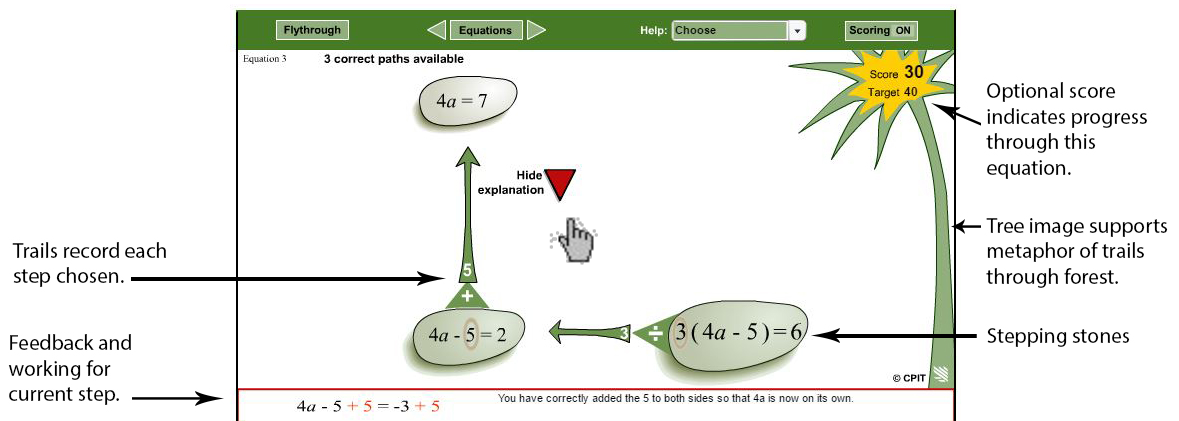 Flythrough
Equations
Help: Choose
Scoring ON
Equation 3
3 correct paths available
Score 30
Target 40
4a = 7
Hide
explanation
5
+
4a - 5 = 2
3
÷
3 ( 4a - 5 ) = 6
© CPIT
4a - 5 + 5 = -3 + 5
You have correctly added the 5 to both sides so that 4a is now on its own.
Trails record each
step chosen.
Feedback and
working for
current step.
Optional score
indicates progress
through this
equation.
Tree image supports
metaphor of trails
through forest.
Stepping stones